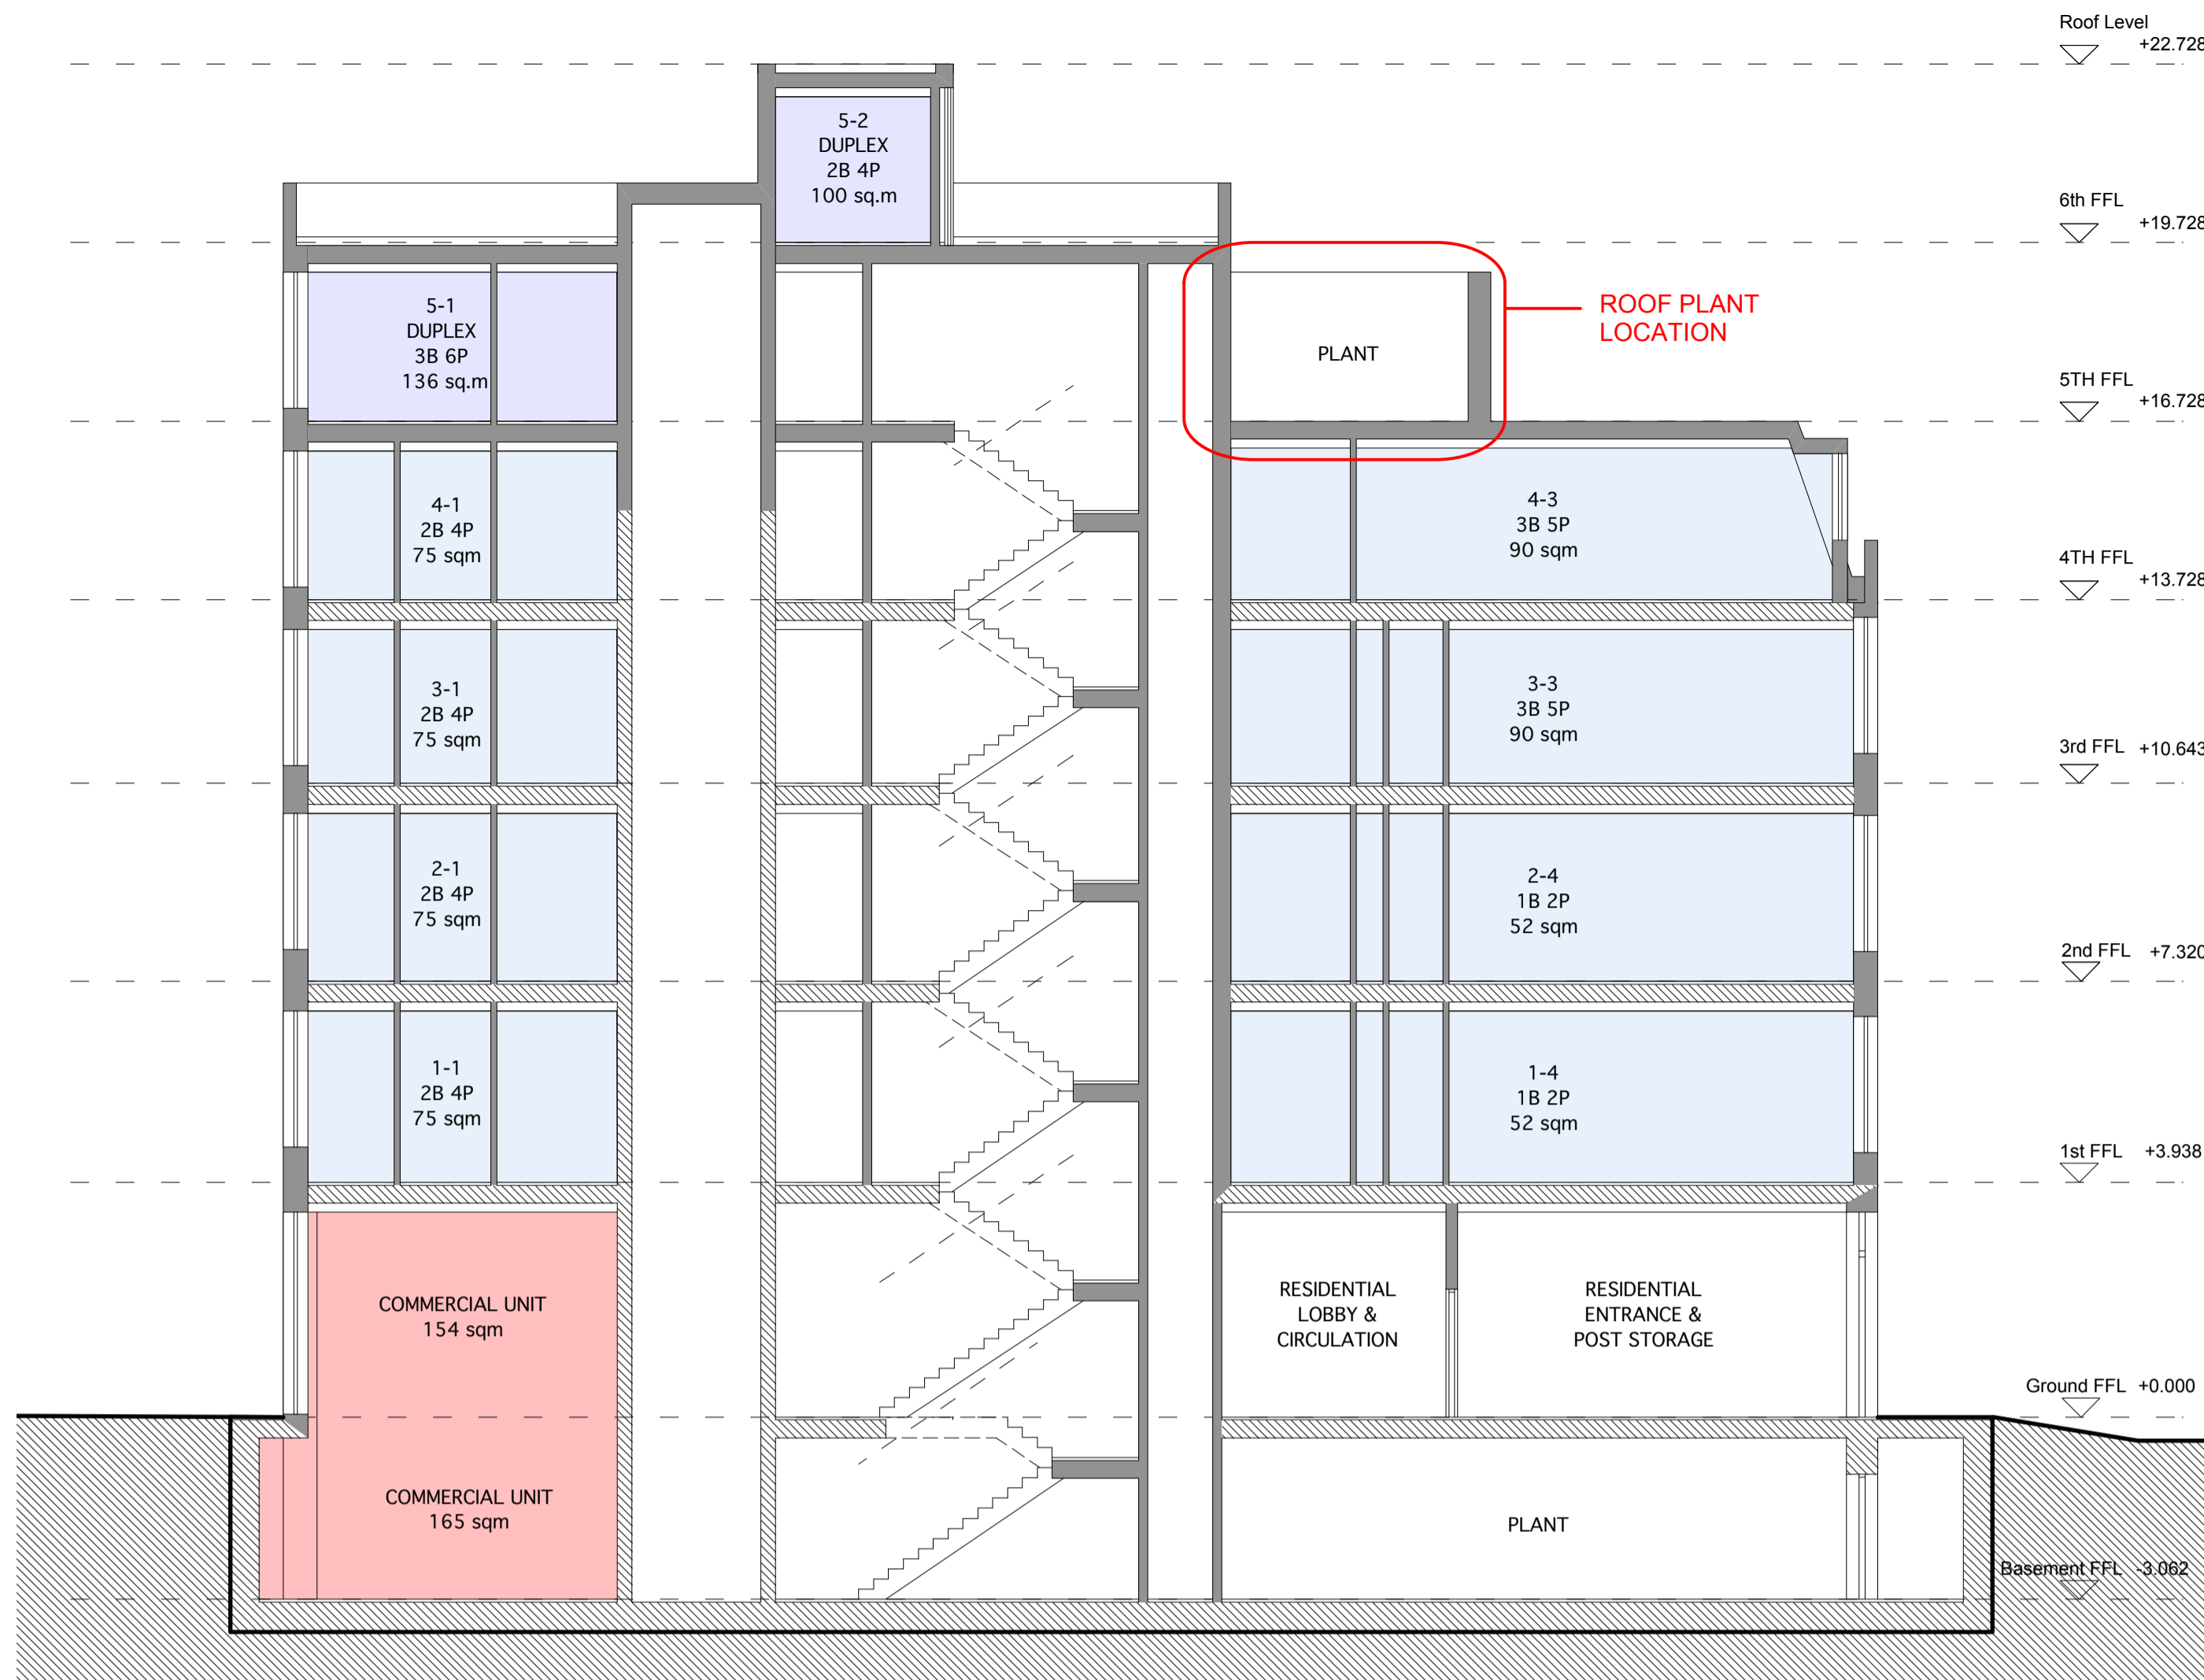 Roof Level
+22.728
5-2
DUPLEX
2B 4P
100 sq.m
6th FFL
+19.728
5-1
DUPLEX
3B 6P
136 sq.m
PLANT
ROOF PLANT
LOCATION
5TH FFL
+16.728
4-1
2B 4P
75 sqm
4-3
3B 5P
90 sqm
4TH FFL
+13.728
3-1
2B 4P
75 sqm
3-3
3B 5P
90 sqm
3rd FFL +10.643
2-1
2B 4P
75 sqm
2-4
1B 2P
52 sqm
2nd FFL +7.320
1-1
2B 4P
75 sqm
1-4
1B 2P
52 sqm
1st FFL +3.938
COMMERCIAL UNIT
154 sqm
RESIDENTIAL
LOBBY &
CIRCULATION
RESIDENTIAL
ENTRANCE &
POST STORAGE
Ground FFL +0.000
COMMERCIAL UNIT
165 sqm
PLANT
Basement FFL -3.062